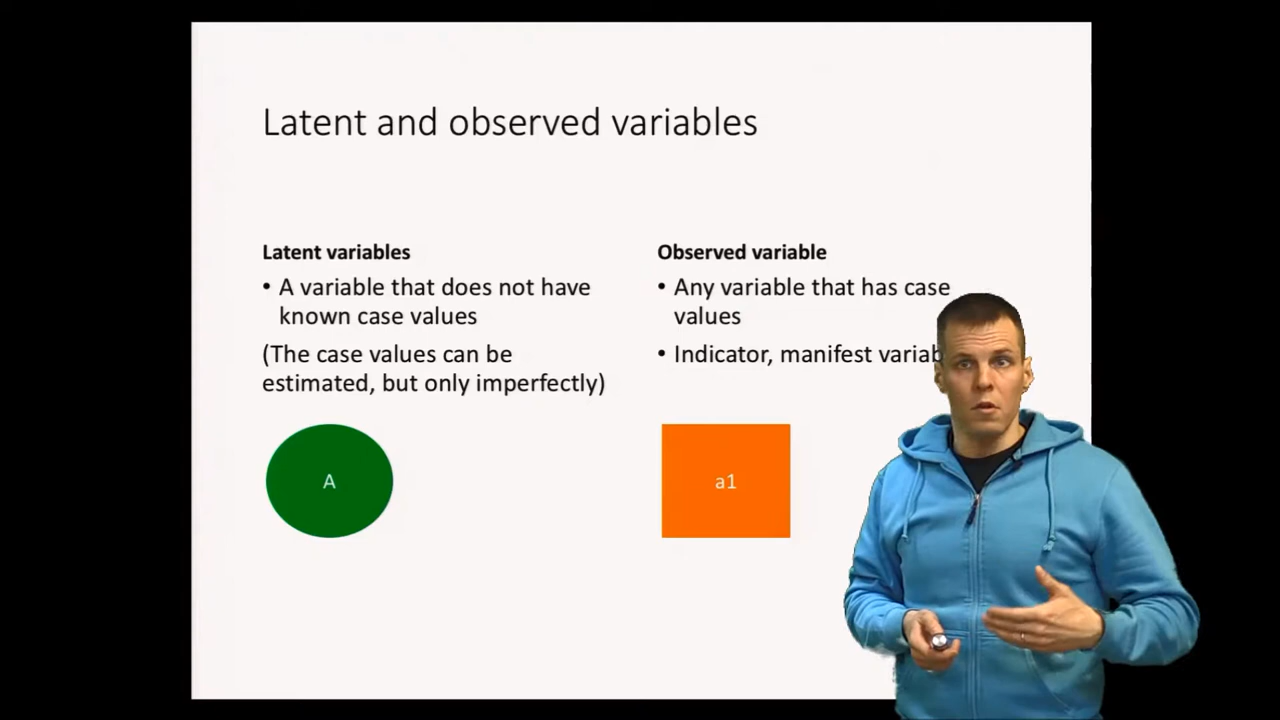 Latent and observed variables
Latent variables
• A variable that does not have
known case values
(The case values can be
estimated, but only imperfectly)
A
Observed variable
• Any variable that has case
values
• Indicator, manifest
a1